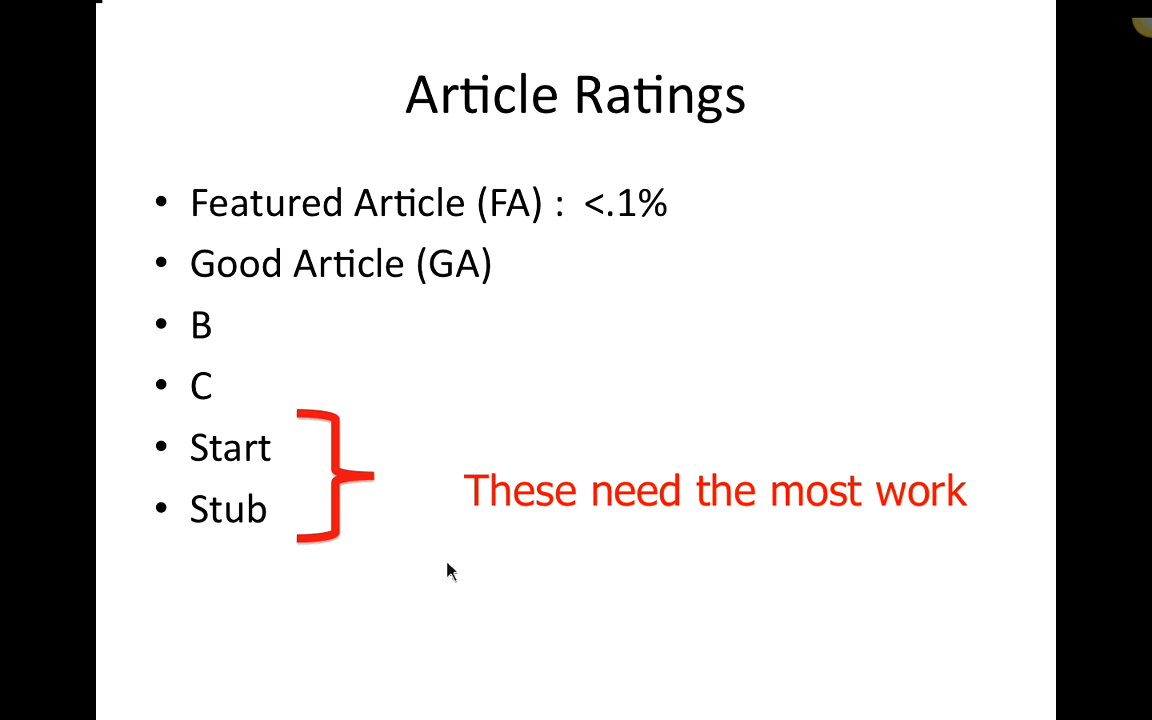 Article Ratings
• Featured Article (FA) :  <.1%
• Good Article (GA)
• B
• C
• Start
• Stub
These need the most work